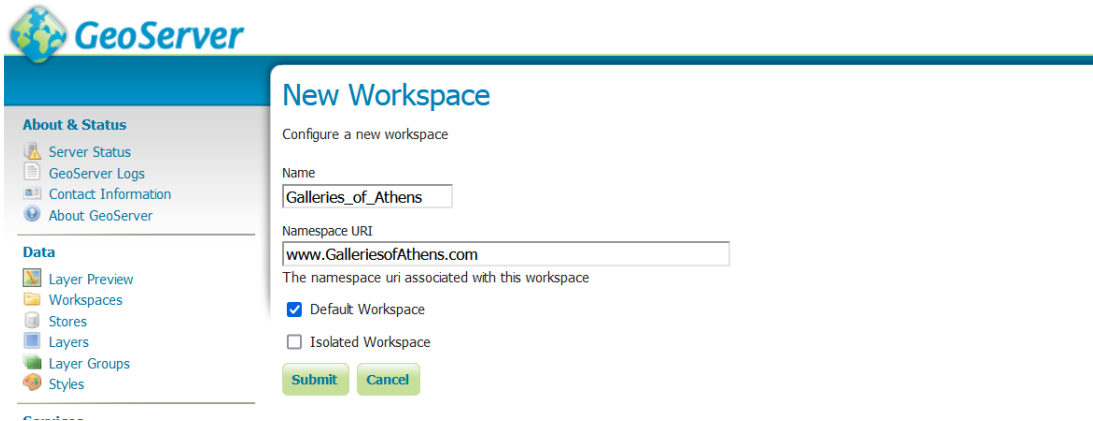 GeoServer
New Workspace
About & Status
Configure a new workspace
Server Status
GeoServer Logs
Contact Information
About GeoServer
Name
Galleries_of_Athens
Namespace URI
www.GalleriesofAthens.com
The namespace uri associated with this workspace
Default Workspace
Isolated Workspace
Submit Cancel
Data
Layer Preview
Workspaces
Stores
Layers
Layer Groups
Styles